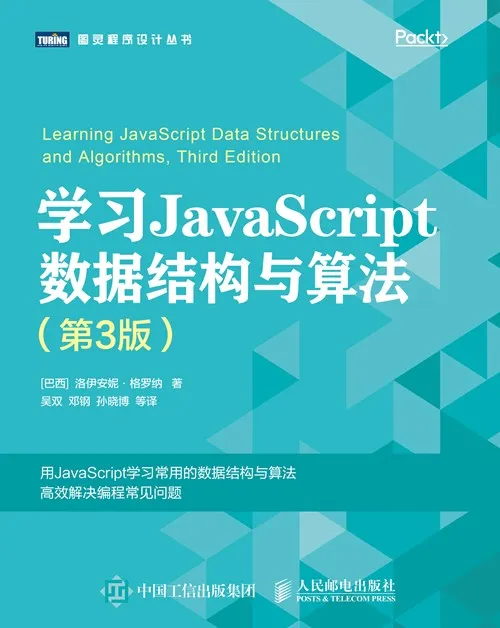 TURING 图灵程序设计丛书
Packt>
Learning JavaScript Data Structures
and Algorithms, Third Edition
学习JavaScript
数据结构与算法
（第3版）
[巴西] 洛伊安妮·格罗纳 著
吴双 邓钢 孙晓博 等译
用JavaScript学习常用的数据结构与算法
高效解决编程常见问题
中国工信出版集团
人民邮电出版社
POSTS & TELECOM PRESS